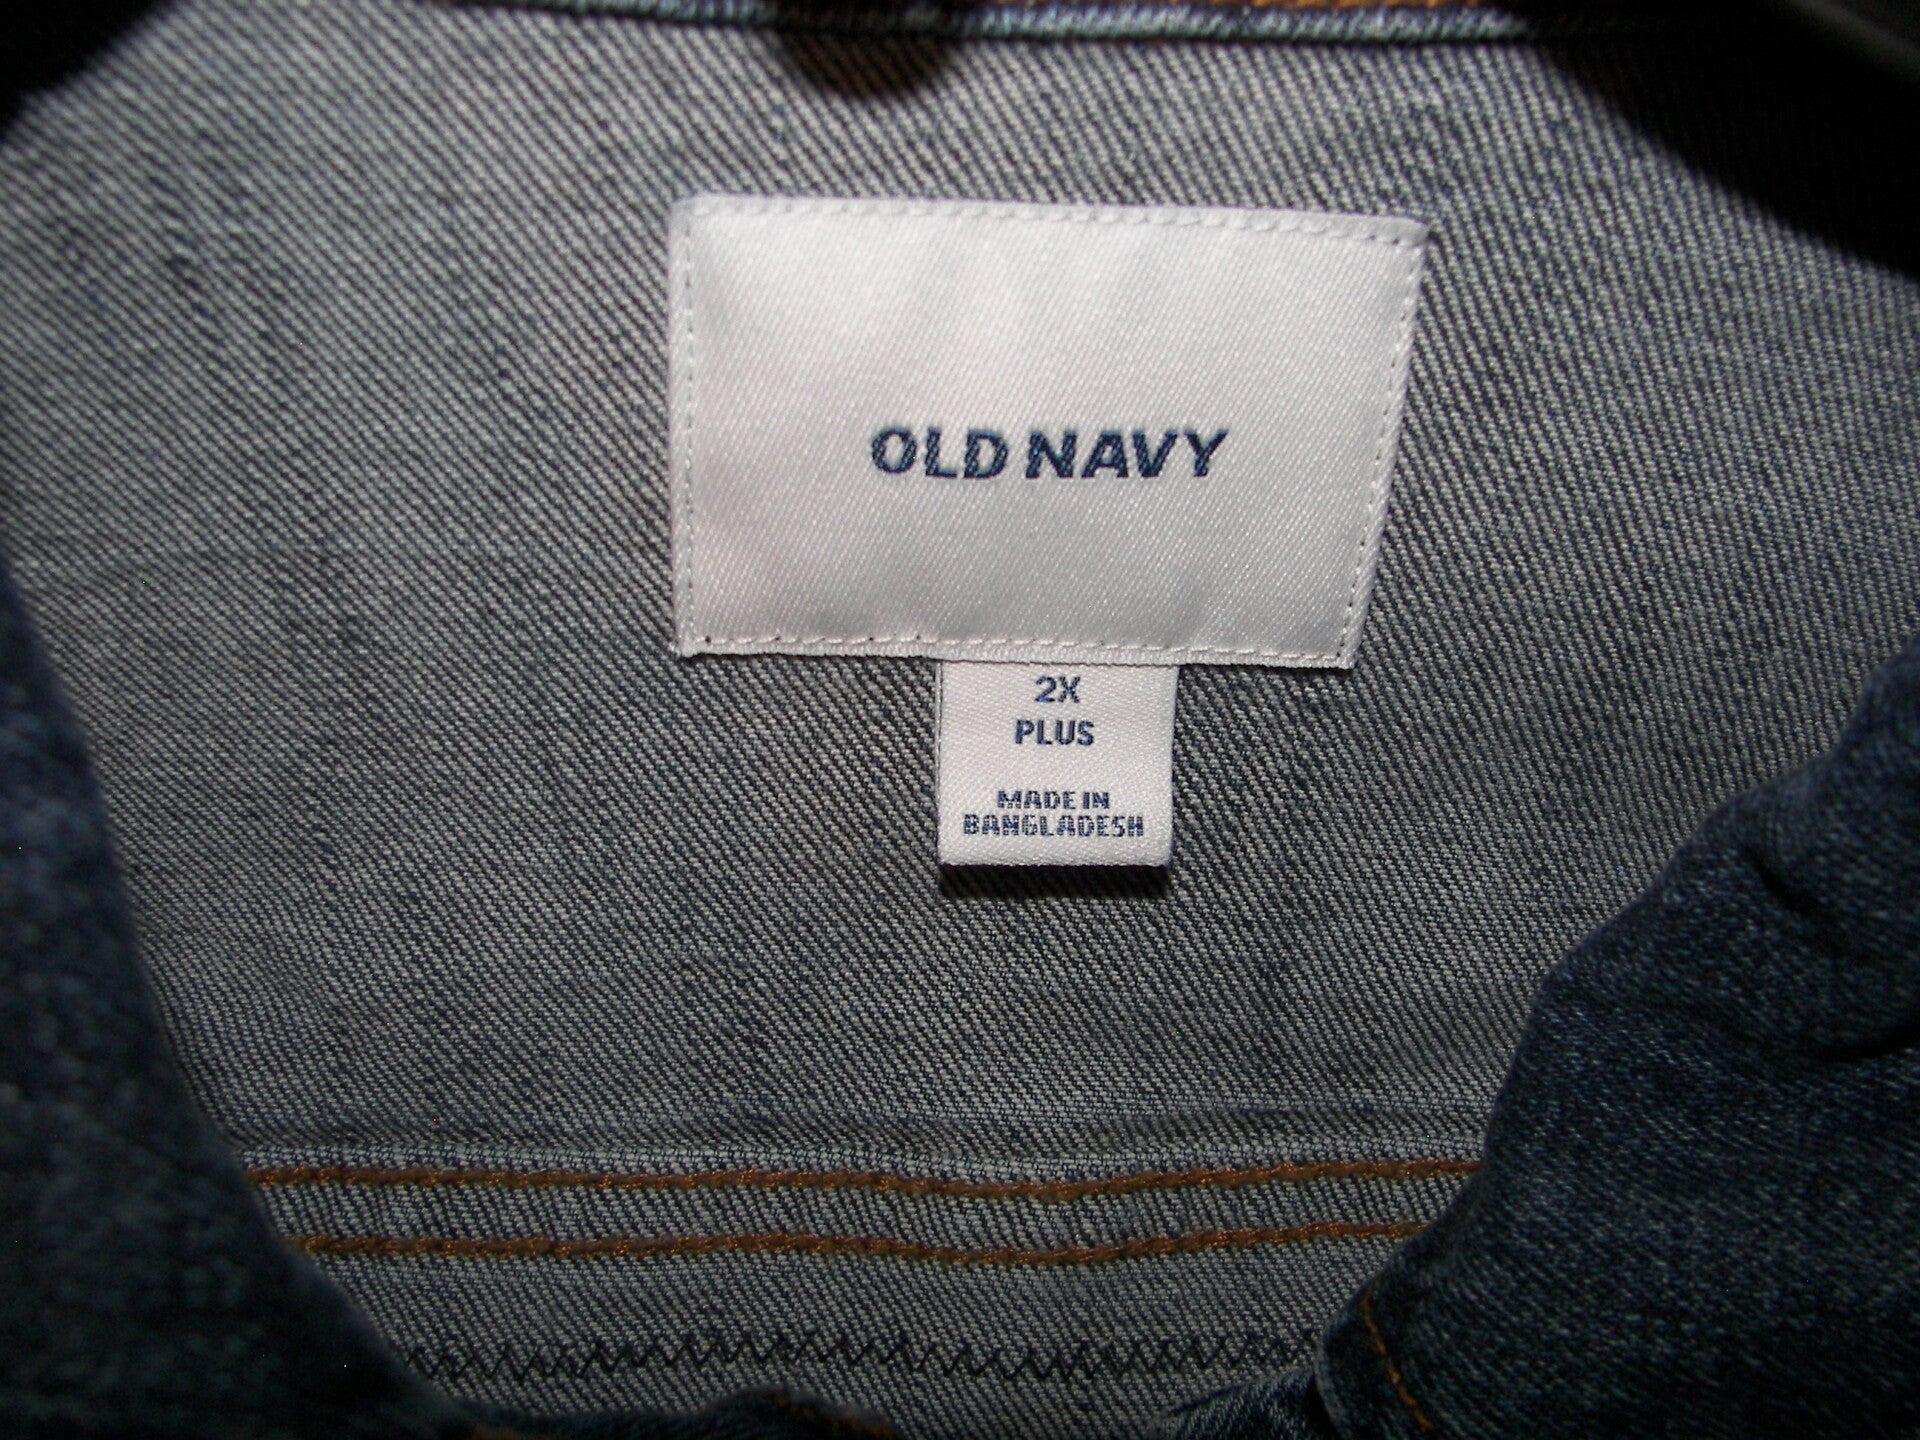 OLD NAVY
2X
PLUS
MADE IN
BANGLADESH